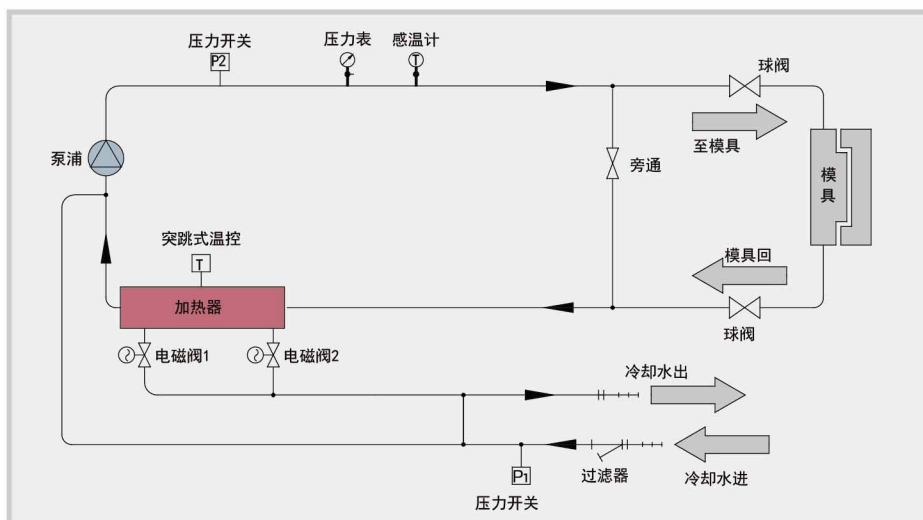 压力开关
P2
压力表
感温计
T
球阀
至模具
泵浦
旁通
模具
突跳式温控
T
模具回
加热器
球阀
电磁阀1
电磁阀2
冷却水出
P1
过滤器
冷却水进
压力开关